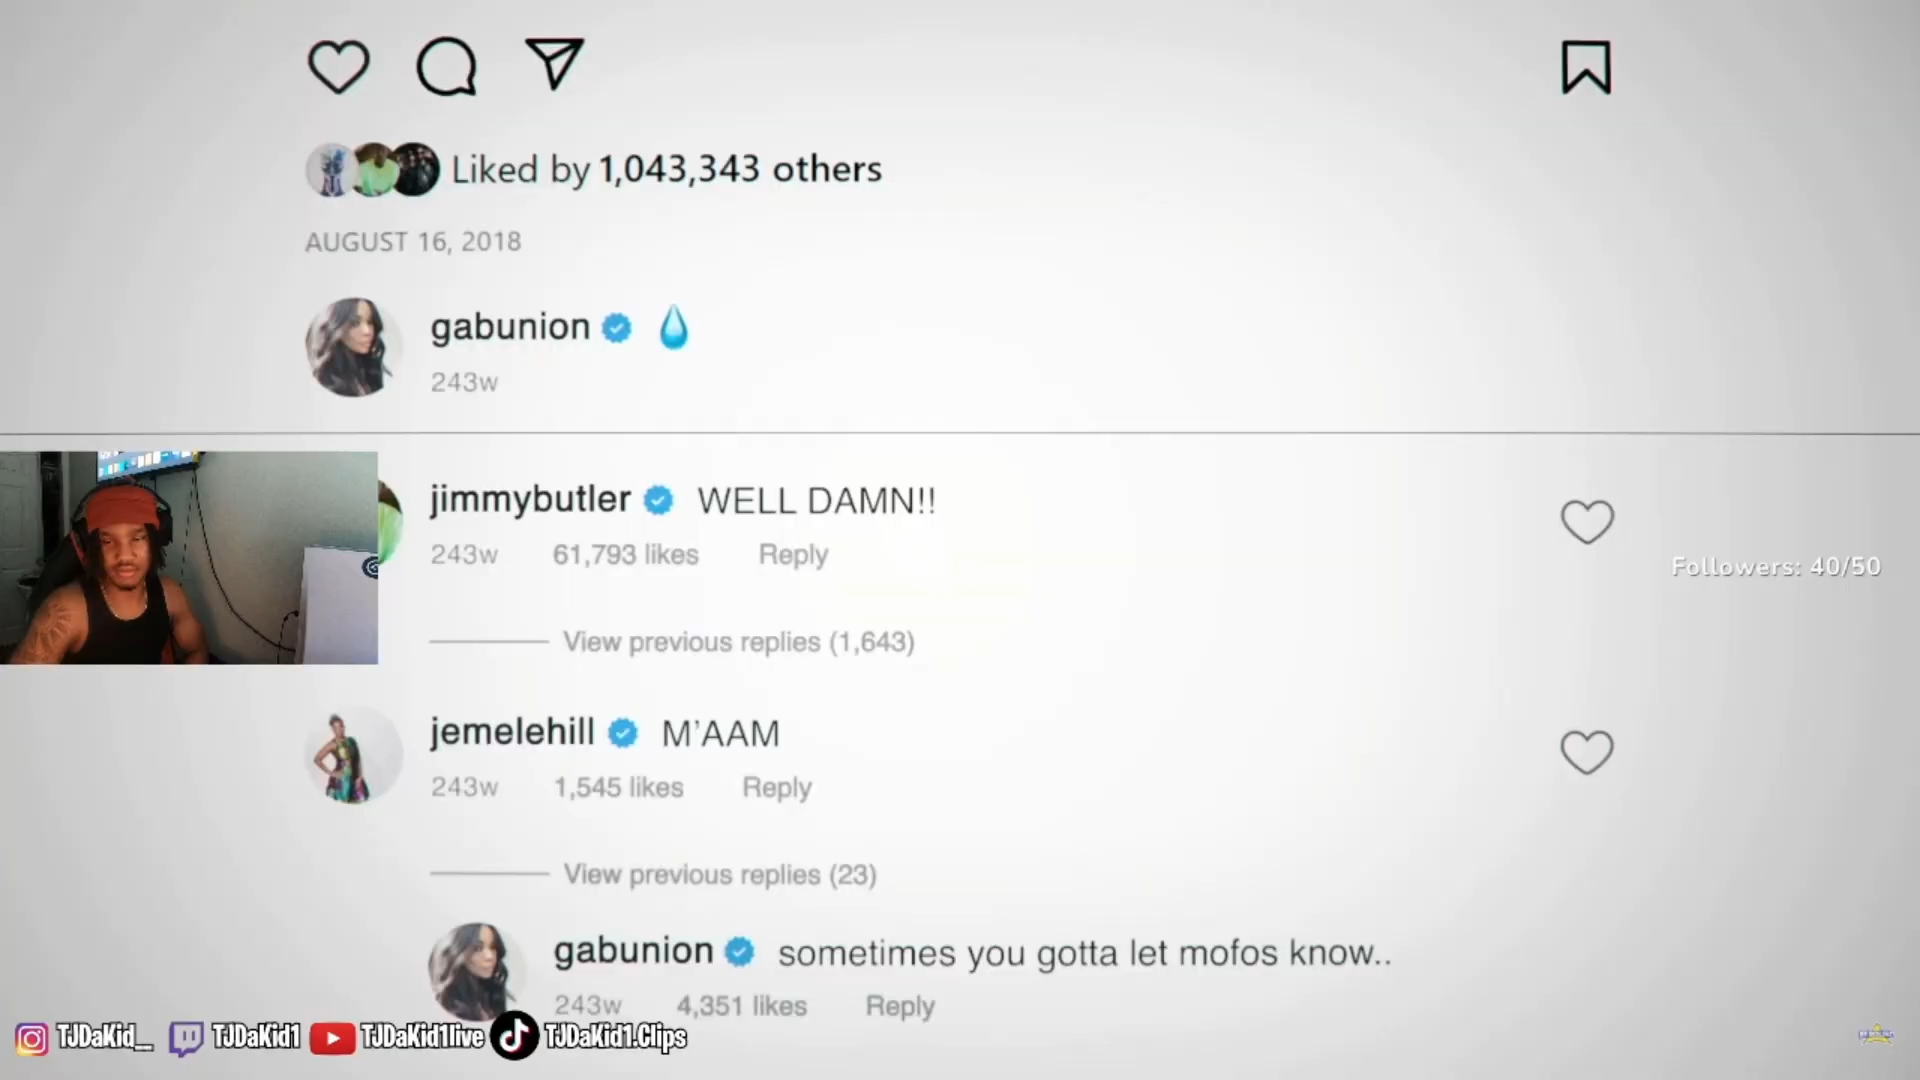 Liked by 1,043,343 others
AUGUST 16, 2018
gabunion
243w
jimmybutler WELL DAMN!!
243w 61,793 likes Reply
Followers: 40/50
View previous replies (1,643)
jemelehill M'AAM
243w 1,545 likes Reply
View previous replies (23)
gabunion sometimes you gotta let mofos know..
243w 4,351 likes Reply
TJDaKid__ TJDaKid1 TJDaKid1live TJDaKid1.Clips